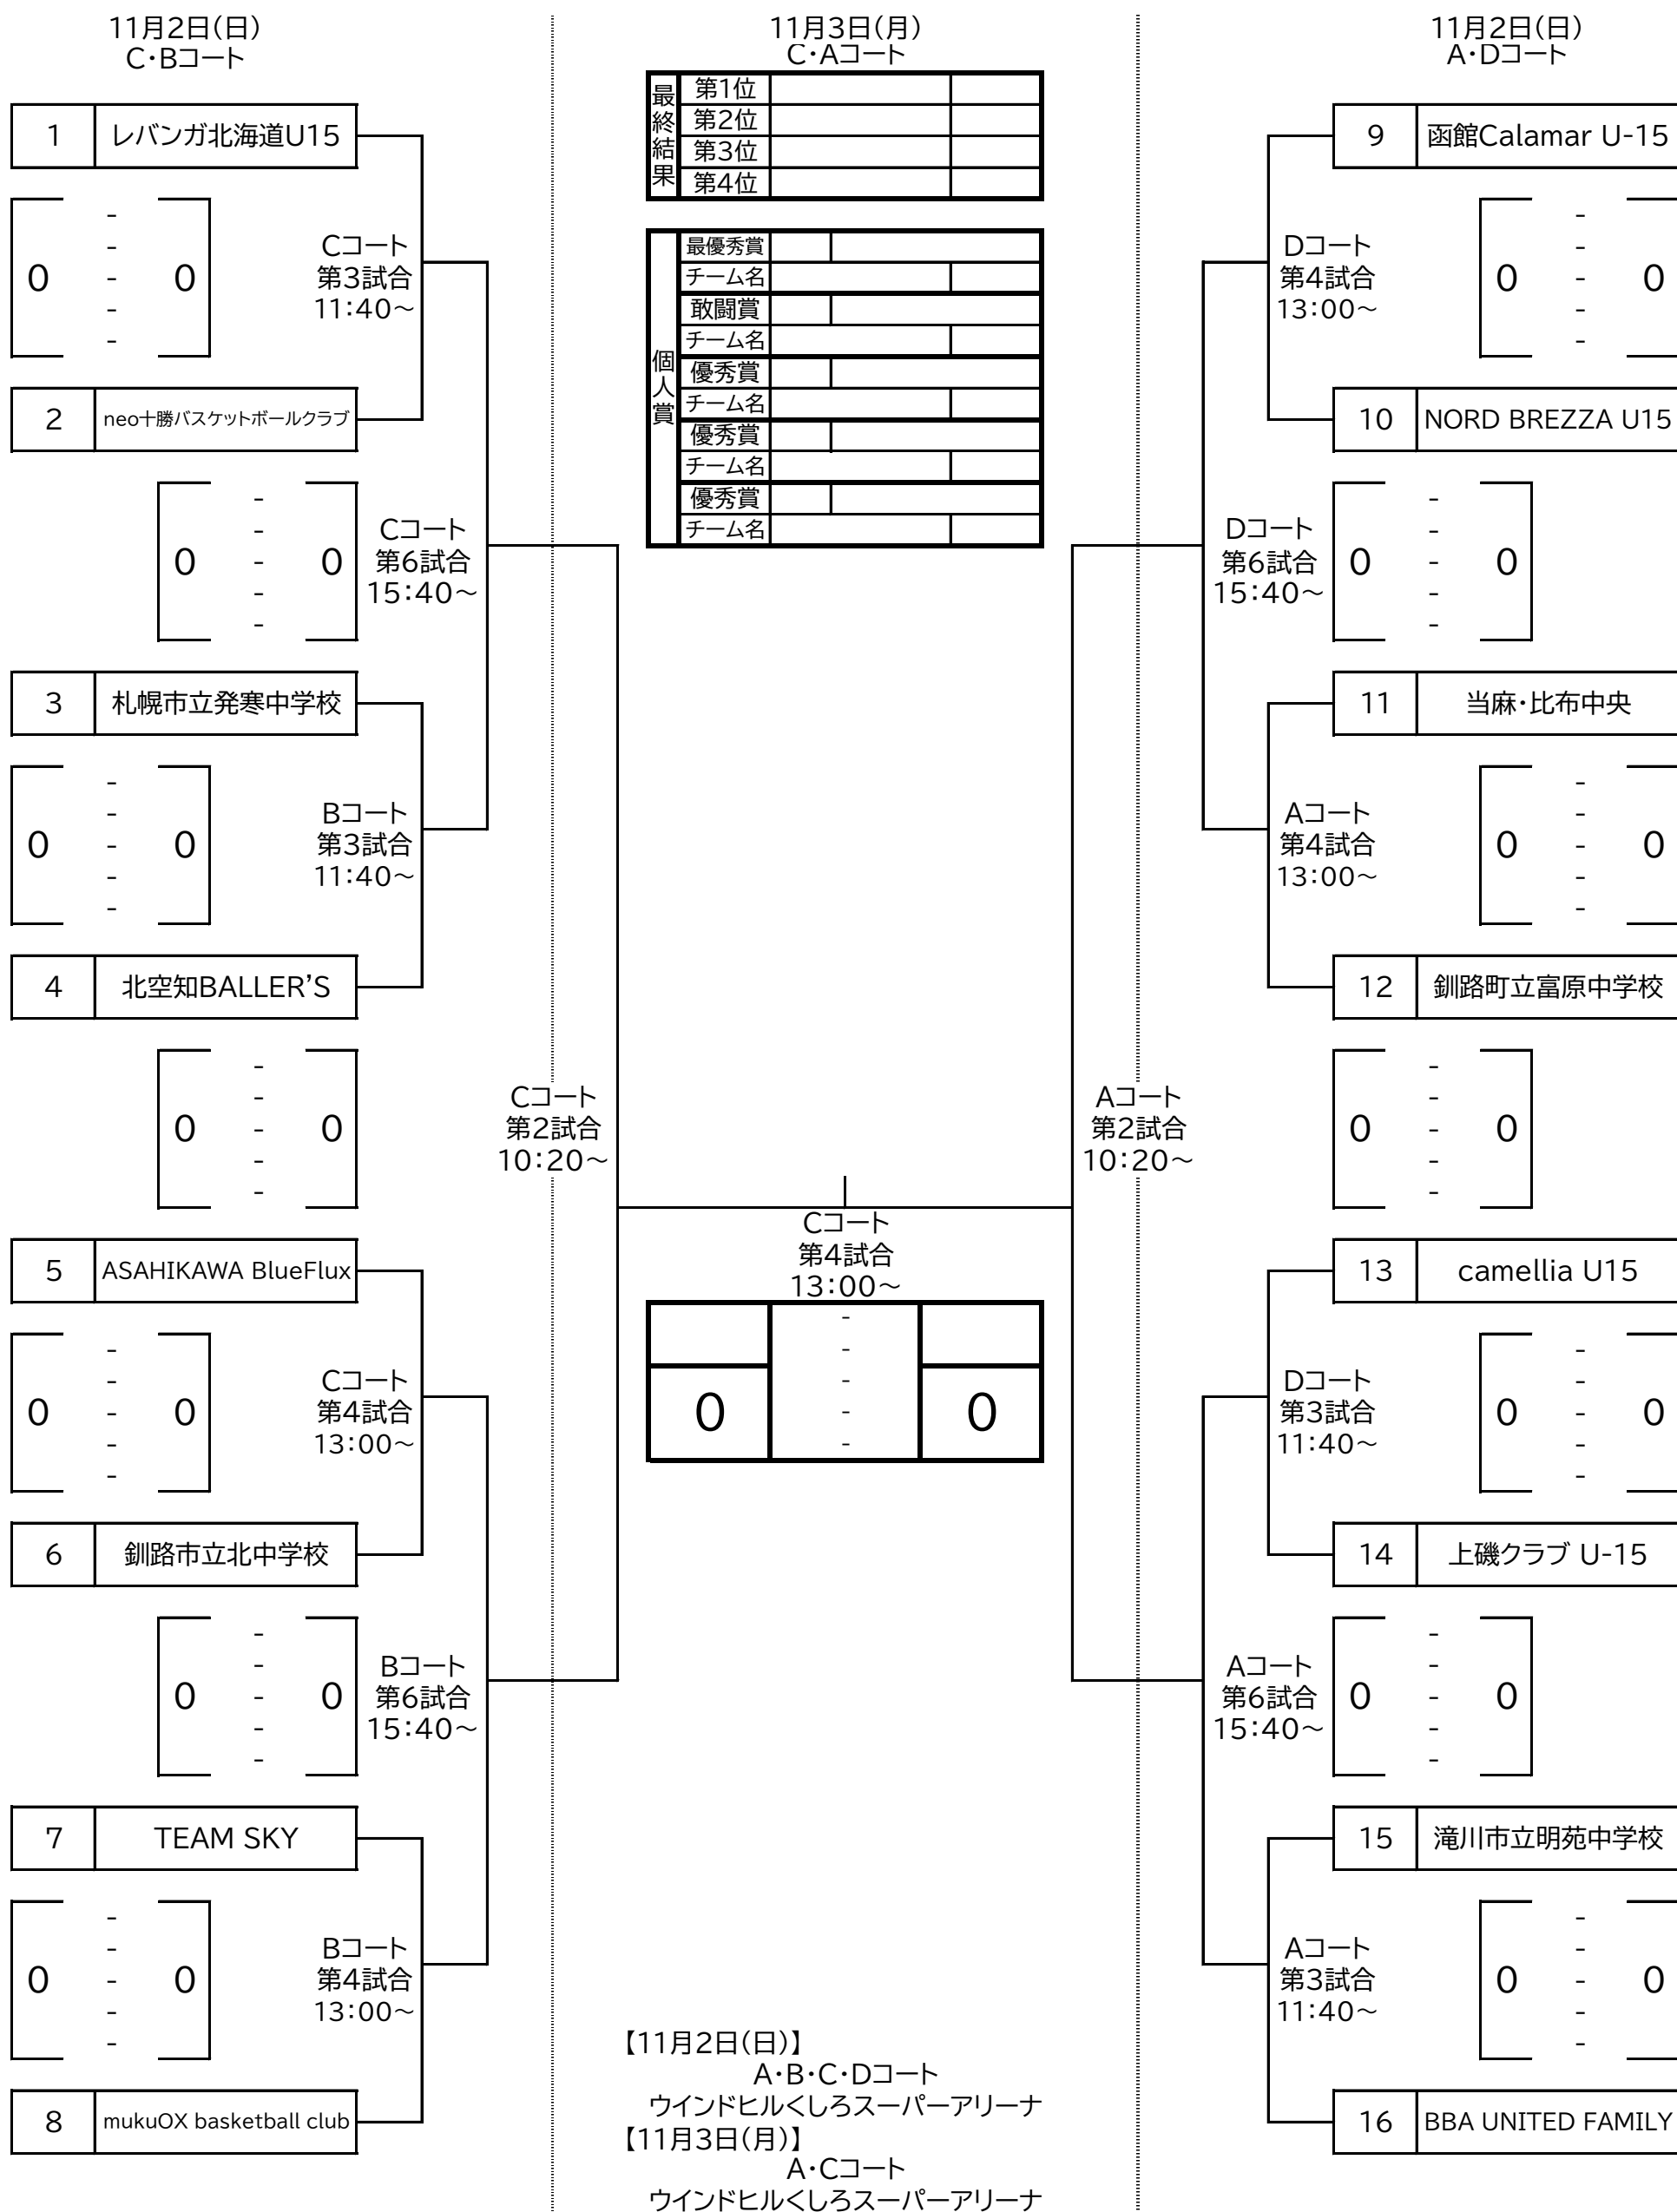 11月2日(日)
C・Bコート
11月3日(月)
C・Aコート
11月2日(日)
A・Dコート
最終結果
第1位
第2位
第3位
第4位
個人賞
最優秀賞
チーム名
敢闘賞
チーム名
優秀賞
チーム名
優秀賞
チーム名
優秀賞
チーム名
1 レバンガ北海道U15
-
-
0 - 0
-
-
Cコート
第3試合
11:40～
2 neo十勝バスケットボールクラブ
-
-
0 - 0
-
-
Cコート
第6試合
15:40～
3 札幌市立発寒中学校
-
-
0 - 0
-
-
Bコート
第3試合
11:40～
4 北空知BALLER'S
-
-
0 - 0
-
-
Cコート
第2試合
10:20～
5 ASAHIKAWA BlueFlux
-
-
0 - 0
-
-
Cコート
第4試合
13:00～
6 釧路市立北中学校
-
-
0 - 0
-
-
Bコート
第6試合
15:40～
7 TEAM SKY
-
-
0 - 0
-
-
Bコート
第4試合
13:00～
8 mukuOX basketball club
Cコート
第4試合
13:00～
-
-
-
0 - 0
-
9 函館Calamar U-15
Dコート
第4試合
13:00～
-
-
0 - 0
-
-
10 NORD BREZZA U15
Dコート
第6試合
15:40～
-
-
0 - 0
-
-
11 当麻・比布中央
Aコート
第4試合
13:00～
-
-
0 - 0
-
-
12 釧路町立富原中学校
Aコート
第2試合
10:20～
-
-
0 - 0
-
-
13 camellia U15
Dコート
第3試合
11:40～
-
-
0 - 0
-
-
14 上磯クラブ U-15
Aコート
第6試合
15:40～
-
-
0 - 0
-
-
15 滝川市立明苑中学校
Aコート
第3試合
11:40～
-
-
0 - 0
-
-
16 BBA UNITED FAMILY
【11月2日(日)】
A・B・C・Dコート
ウインドヒルくしろスーパーアリーナ
【11月3日(月)】
A・Cコート
ウインドヒルくしろスーパーアリーナ